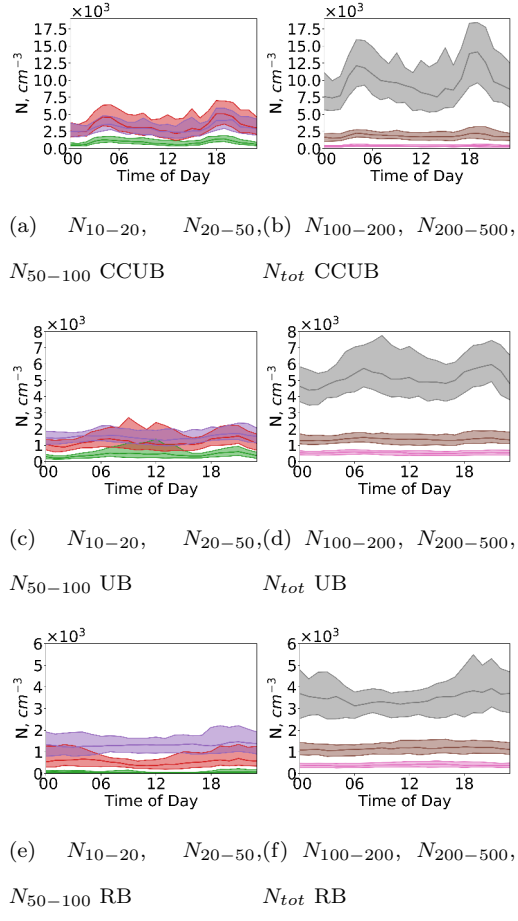 ×10³ ×10³
17.5 17.5
15.0 15.0
12.5 12.5
10.0 10.0
7.5 7.5
5.0 5.0
2.5 2.5
0.0 0.0
N, cm⁻³ N, cm⁻³
00 06 12 18 00 06 12 18
Time of Day Time of Day
(a) N₁₀₋₂₀, N₂₀₋₅₀, (b) N₁₀₀₋₂₀₀, N₂₀₀₋₅₀₀,
N₅₀₋₁₀₀ CCUB N_tot CCUB
×10³ ×10³
8 8
7 7
6 6
5 5
4 4
3 3
2 2
1 1
0 0
N, cm⁻³ N, cm⁻³
00 06 12 18 00 06 12 18
Time of Day Time of Day
(c) N₁₀₋₂₀, N₂₀₋₅₀, (d) N₁₀₀₋₂₀₀, N₂₀₀₋₅₀₀,
N₅₀₋₁₀₀ UB N_tot UB
×10³ ×10³
6 6
5 5
4 4
3 3
2 2
1 1
0 0
N, cm⁻³ N, cm⁻³
00 06 12 18 00 06 12 18
Time of Day Time of Day
(e) N₁₀₋₂₀, N₂₀₋₅₀, (f) N₁₀₀₋₂₀₀, N₂₀₀₋₅₀₀,
N₅₀₋₁₀₀ RB N_tot RB